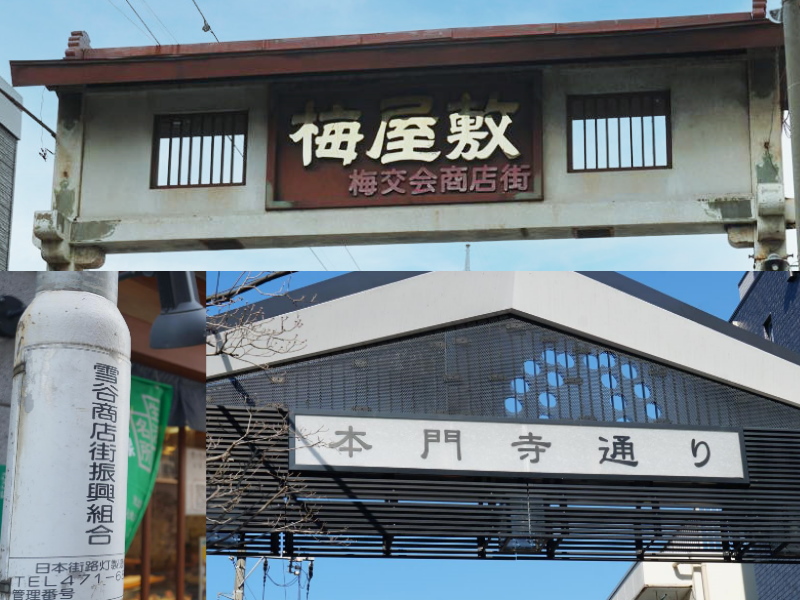 梅屋敷
梅交会商店街
雪谷商店街振興組合
日本街路灯製
TEL471-6
管理番号
本門寺通り